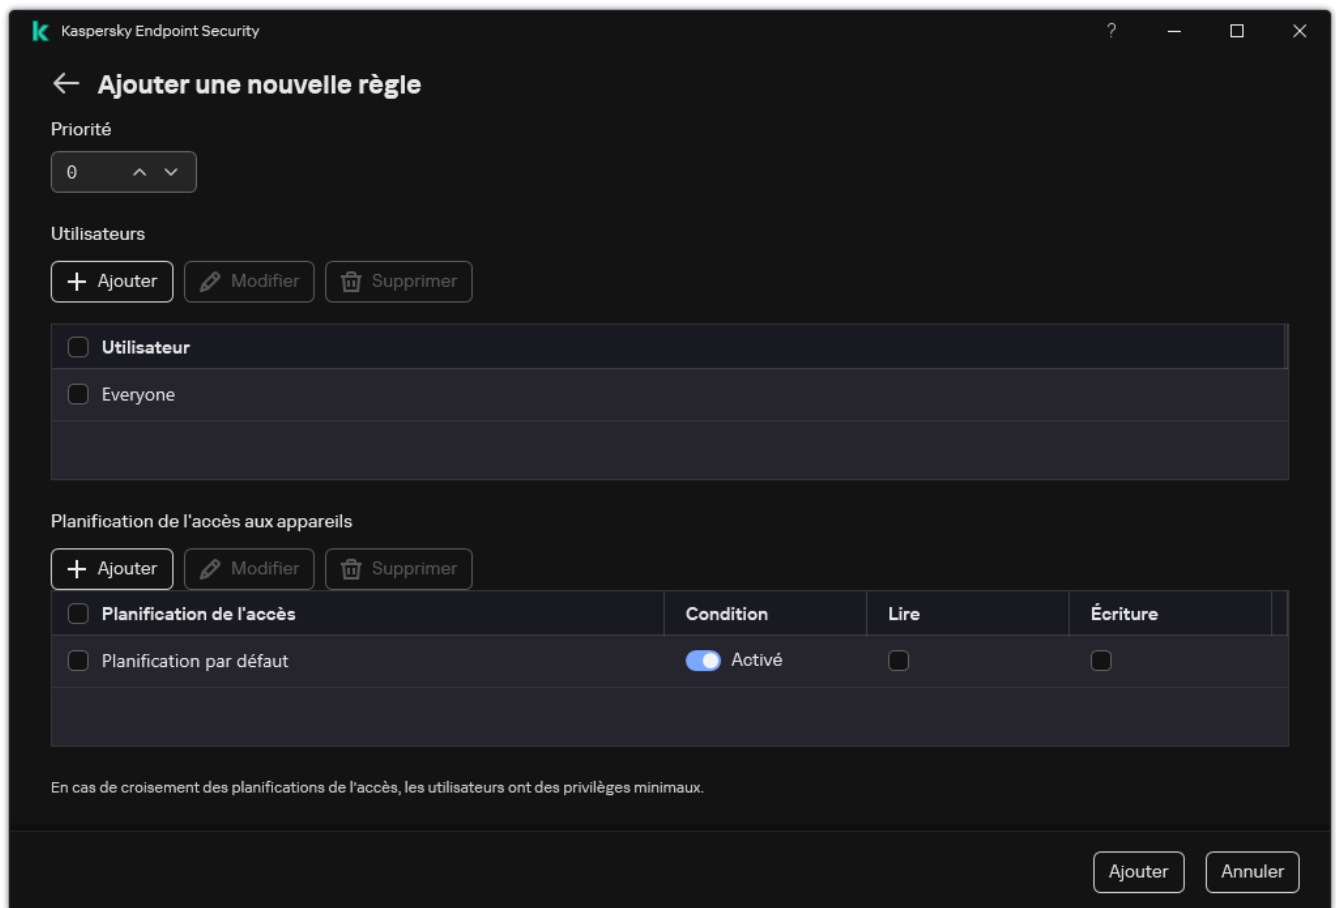 Kaspersky Endpoint Security ?
Ajouter une nouvelle règle
Priorité
0
Utilisateurs
Ajouter Modifier Supprimer
Utilisateur
Everyone
Planification de l'accès aux appareils
Ajouter Modifier Supprimer
Planification de l'accès Condition Lire Écriture
Planification par défaut Activé
En cas de croisement des planifications de l'accès, les utilisateurs ont des privilèges minimaux.
Ajouter Annuler